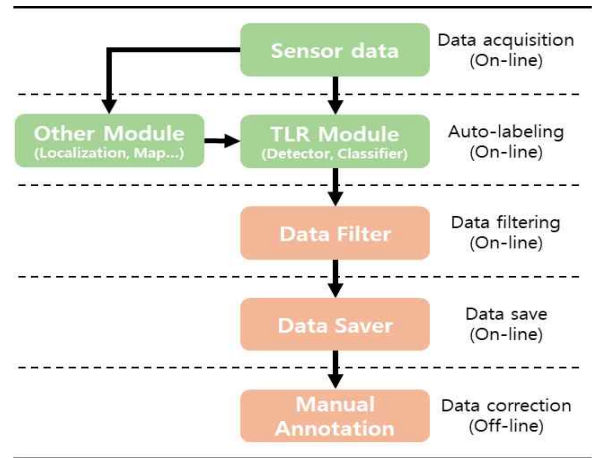 Sensor data
Data acquisition
(On-line)
Other Module
(Localization, Map...)
TLR Module
(Detector, Classifier)
Auto-labeling
(On-line)
Data Filter
Data filtering
(On-line)
Data Saver
Data save
(On-line)
Manual
Annotation
Data correction
(Off-line)